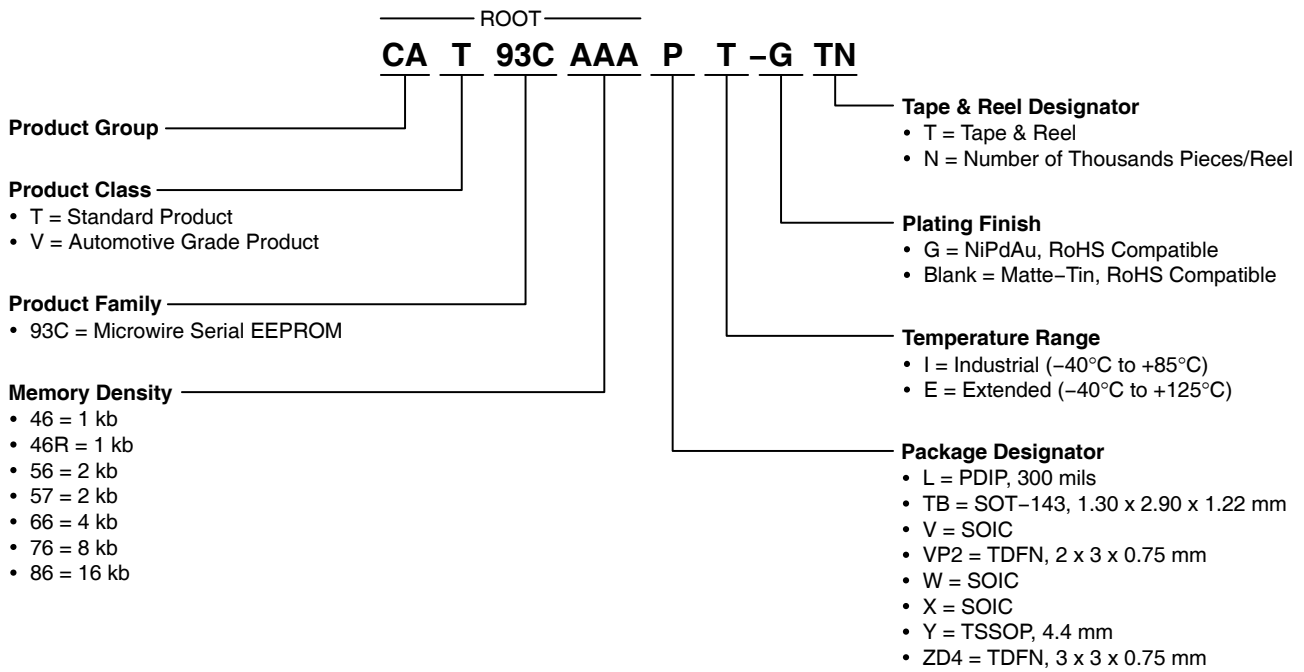 ROOT
CA T 93C AAA P T –G TN
Product Group
Product Class
• T = Standard Product
• V = Automotive Grade Product
Product Family
• 93C = Microwire Serial EEPROM
Memory Density
• 46 = 1 kb
• 46R = 1 kb
• 56 = 2 kb
• 57 = 2 kb
• 66 = 4 kb
• 76 = 8 kb
• 86 = 16 kb
Tape & Reel Designator
• T = Tape & Reel
• N = Number of Thousands Pieces/Reel
Plating Finish
• G = NiPdAu, RoHS Compatible
• Blank = Matte−Tin, RoHS Compatible
Temperature Range
• I = Industrial (−40°C to +85°C)
• E = Extended (−40°C to +125°C)
Package Designator
• L = PDIP, 300 mils
• TB = SOT−143, 1.30 x 2.90 x 1.22 mm
• V = SOIC
• VP2 = TDFN, 2 x 3 x 0.75 mm
• W = SOIC
• X = SOIC
• Y = TSSOP, 4.4 mm
• ZD4 = TDFN, 3 x 3 x 0.75 mm